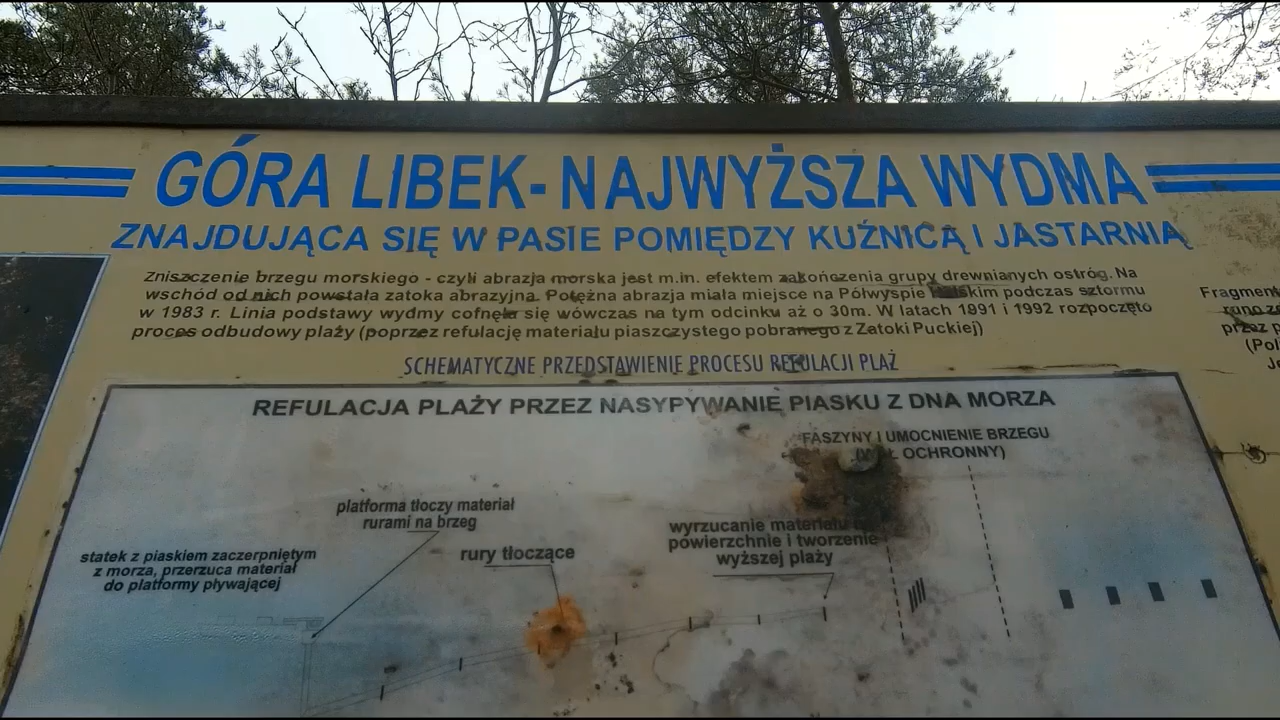 GÓRA LIBEK- NAJWYŻSZA WYDMA
ZNAJDUJĄCA SIĘ W PASIE POMIĘDZY KUŹNICĄ I JASTARNIĄ
Zniszczenie brzegu morskiego - czyli abrazja morska jest m.in. efektem zakończenia grupy drewnianych ostróg. Na
wschód od nich powstała zatoka abrazyjna. Potężna abrazja miała miejsce na Półwyspie podczas sztormu
w 1983 r. Linia podstawy wydmy cofnęła się wówczas na tym odcinku aż o 30m. W latach 1891 i 1992 rozpoczęto
proces odbudowy plaży (poprzez refulację materiału piaszczystego pobranego z Zatoki Puckiej)
Fragment
przez
(Pol
SCHEMATYCZNE PRZEDSTAWIENIE PROCESU REFULACJI PLAŻ
REFULACJA PLAŻY PRZEZ NASYPYWANIE PIASKU Z DNA MORZA
FASZYNY I UMOCNIENIE BRZEGU
OCHRONNY)
platforma tłoczy materiał
rurami na brzeg
statek z piaskiem zaczerpniętym
z morza, przerzuca materiał
do platformy pływającej
rury tłoczące
wyrzucanie materiału
powierzchnie i tworzenie
wyższej plaży